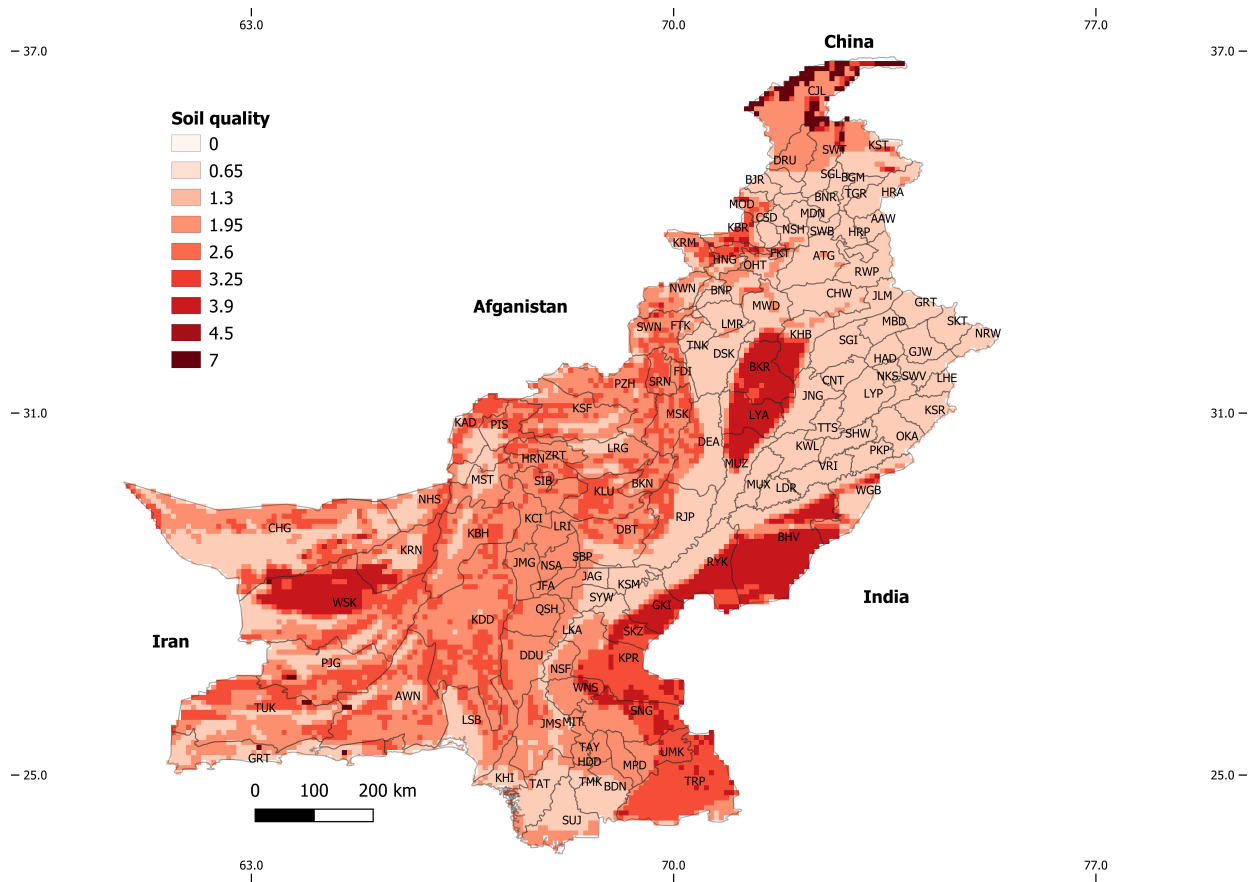 63.0
70.0
77.0
37.0
37.0
China
CJL
Soil quality
0
0.65
1.3
1.95
2.6
3.25
3.9
4.5
7
SWT
KST
DRU
SGL
BGM
BJR
BNR
TGR
HRA
MOD
MDN
CSD
AAW
KBR
NSH
SWB
HRP
KRM
FKT
ATG
HNG
OHT
RWP
NWN
BNP
CHW
JLM
GRT
Afganistan
MWD
SWN
FTK
LMR
MBD
SKT
NRW
KHB
SGI
TNK
DSK
HAD
GJW
BKR
FDI
PZH
SRN
CNT
NKS
SWV
LHE
JNG
LYP
KSF
MSK
LYA
KSR
31.0
31.0
KAD
PIS
TTS
SHW
OKA
DEA
KWL
LRG
PKP
HRN
ZRT
MUZ
VRI
MST
SIB
KLU
BKN
MUX
LDR
WGB
NHS
CHG
KCI
LRI
DBT
RJP
KBH
BHV
KRN
JMG
NSA
SBP
RYK
JAG
JFA
KSM
SYW
India
WSK
QSH
GKI
KDD
LKA
SKZ
Iran
PJG
DDU
NSF
KPR
WNS
AWN
TUK
SNG
LSB
JMS
MIT
TAY
UMK
GRT
HDD
MPD
25.0
25.0
KHI
TAT
TMK
BDN
TRP
0
100
200 km
SUJ
63.0
70.0
77.0